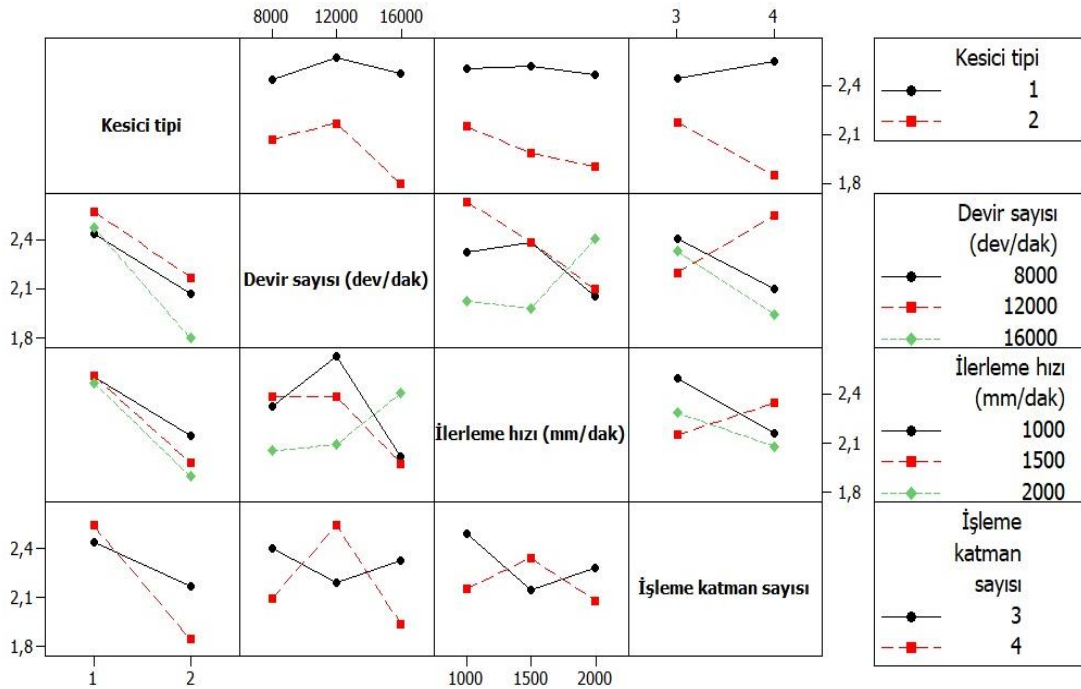 8000 12000 16000
3 4
Kesici tipi
2,4
2,1
1,8
Kesici tipi
1
2
2,4
2,1
1,8
Devir sayısı (dev/dak)
Devir sayısı
(dev/dak)
8000
12000
16000
İlerleme hızı (mm/dak)
2,4
2,1
1,8
İlerleme hızı
(mm/dak)
1000
1500
2000
2,4
2,1
1,8
İşleme katman sayısı
İşleme
katman
sayısı
3
4
1 2
1000 1500 2000